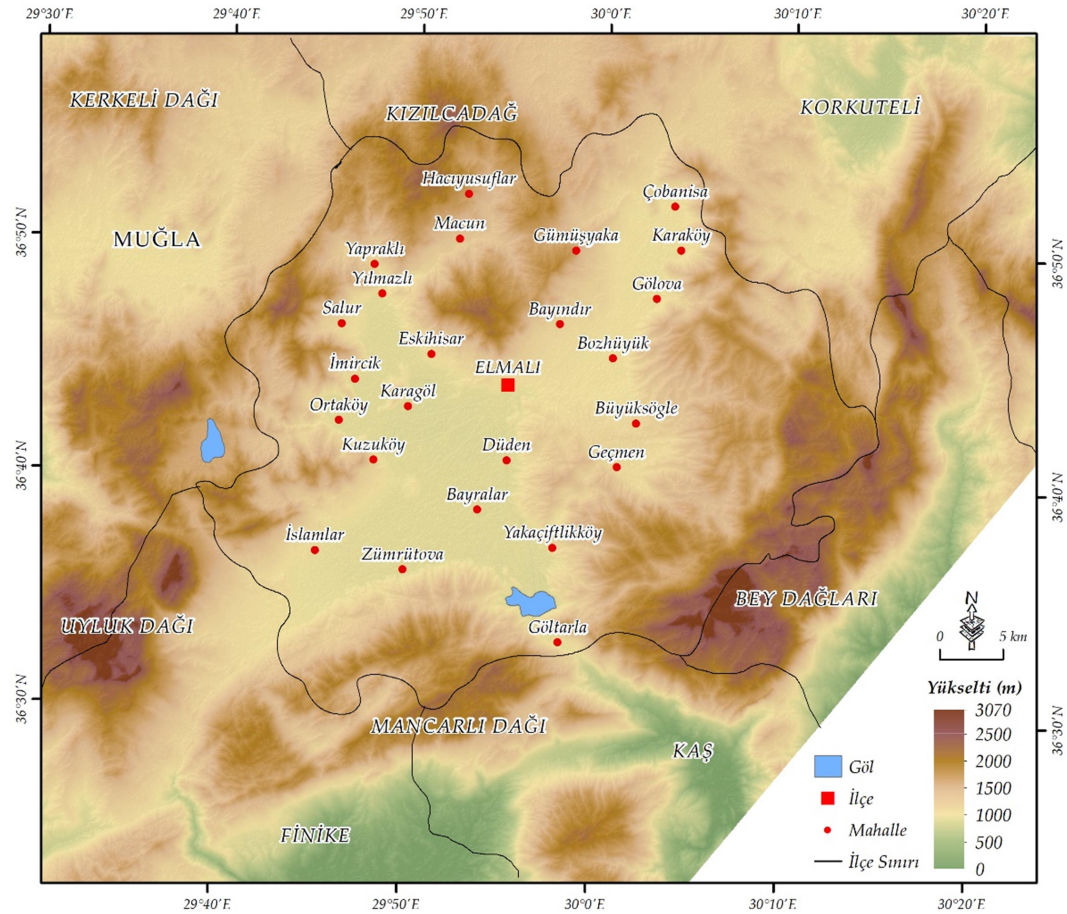 29°30'E 29°40'E 29°50'E 30°0'E 30°10'E 30°20'E
KERKELİ DAĞI
KIZILCADAĞ
KORKUTELİ
Hacıyusuflar
Çobanisa
36°50'N
Macun
MUĞLA
Gümüşyaka
Karaköy
Yapraklı
36°50'N
Yılmazlı
Gölova
Salur
Bayındır
Eskihisar
Bozhüyük
İmircik
ELMALI
Karagöl
Ortaköy
Büyüksögle
Kuzuköy
Düden
Geçmen
36°40'N
Bayralar
36°40'N
İslamlar
Yakaçiftlikköy
Zümrütova
BEY DAĞLARI
N
UYLUK DAĞI
Göltarla
0 5 km
36°30'N
Yükselti (m)
3070
MANCARLI DAĞI
36°30'N
2500
KAŞ
2000
Göl
1500
İlçe
1000
Mahalle
500
FİNİKE
İlçe Sınırı
0
29°40'E 29°50'E 30°0'E 30°10'E 30°20'E